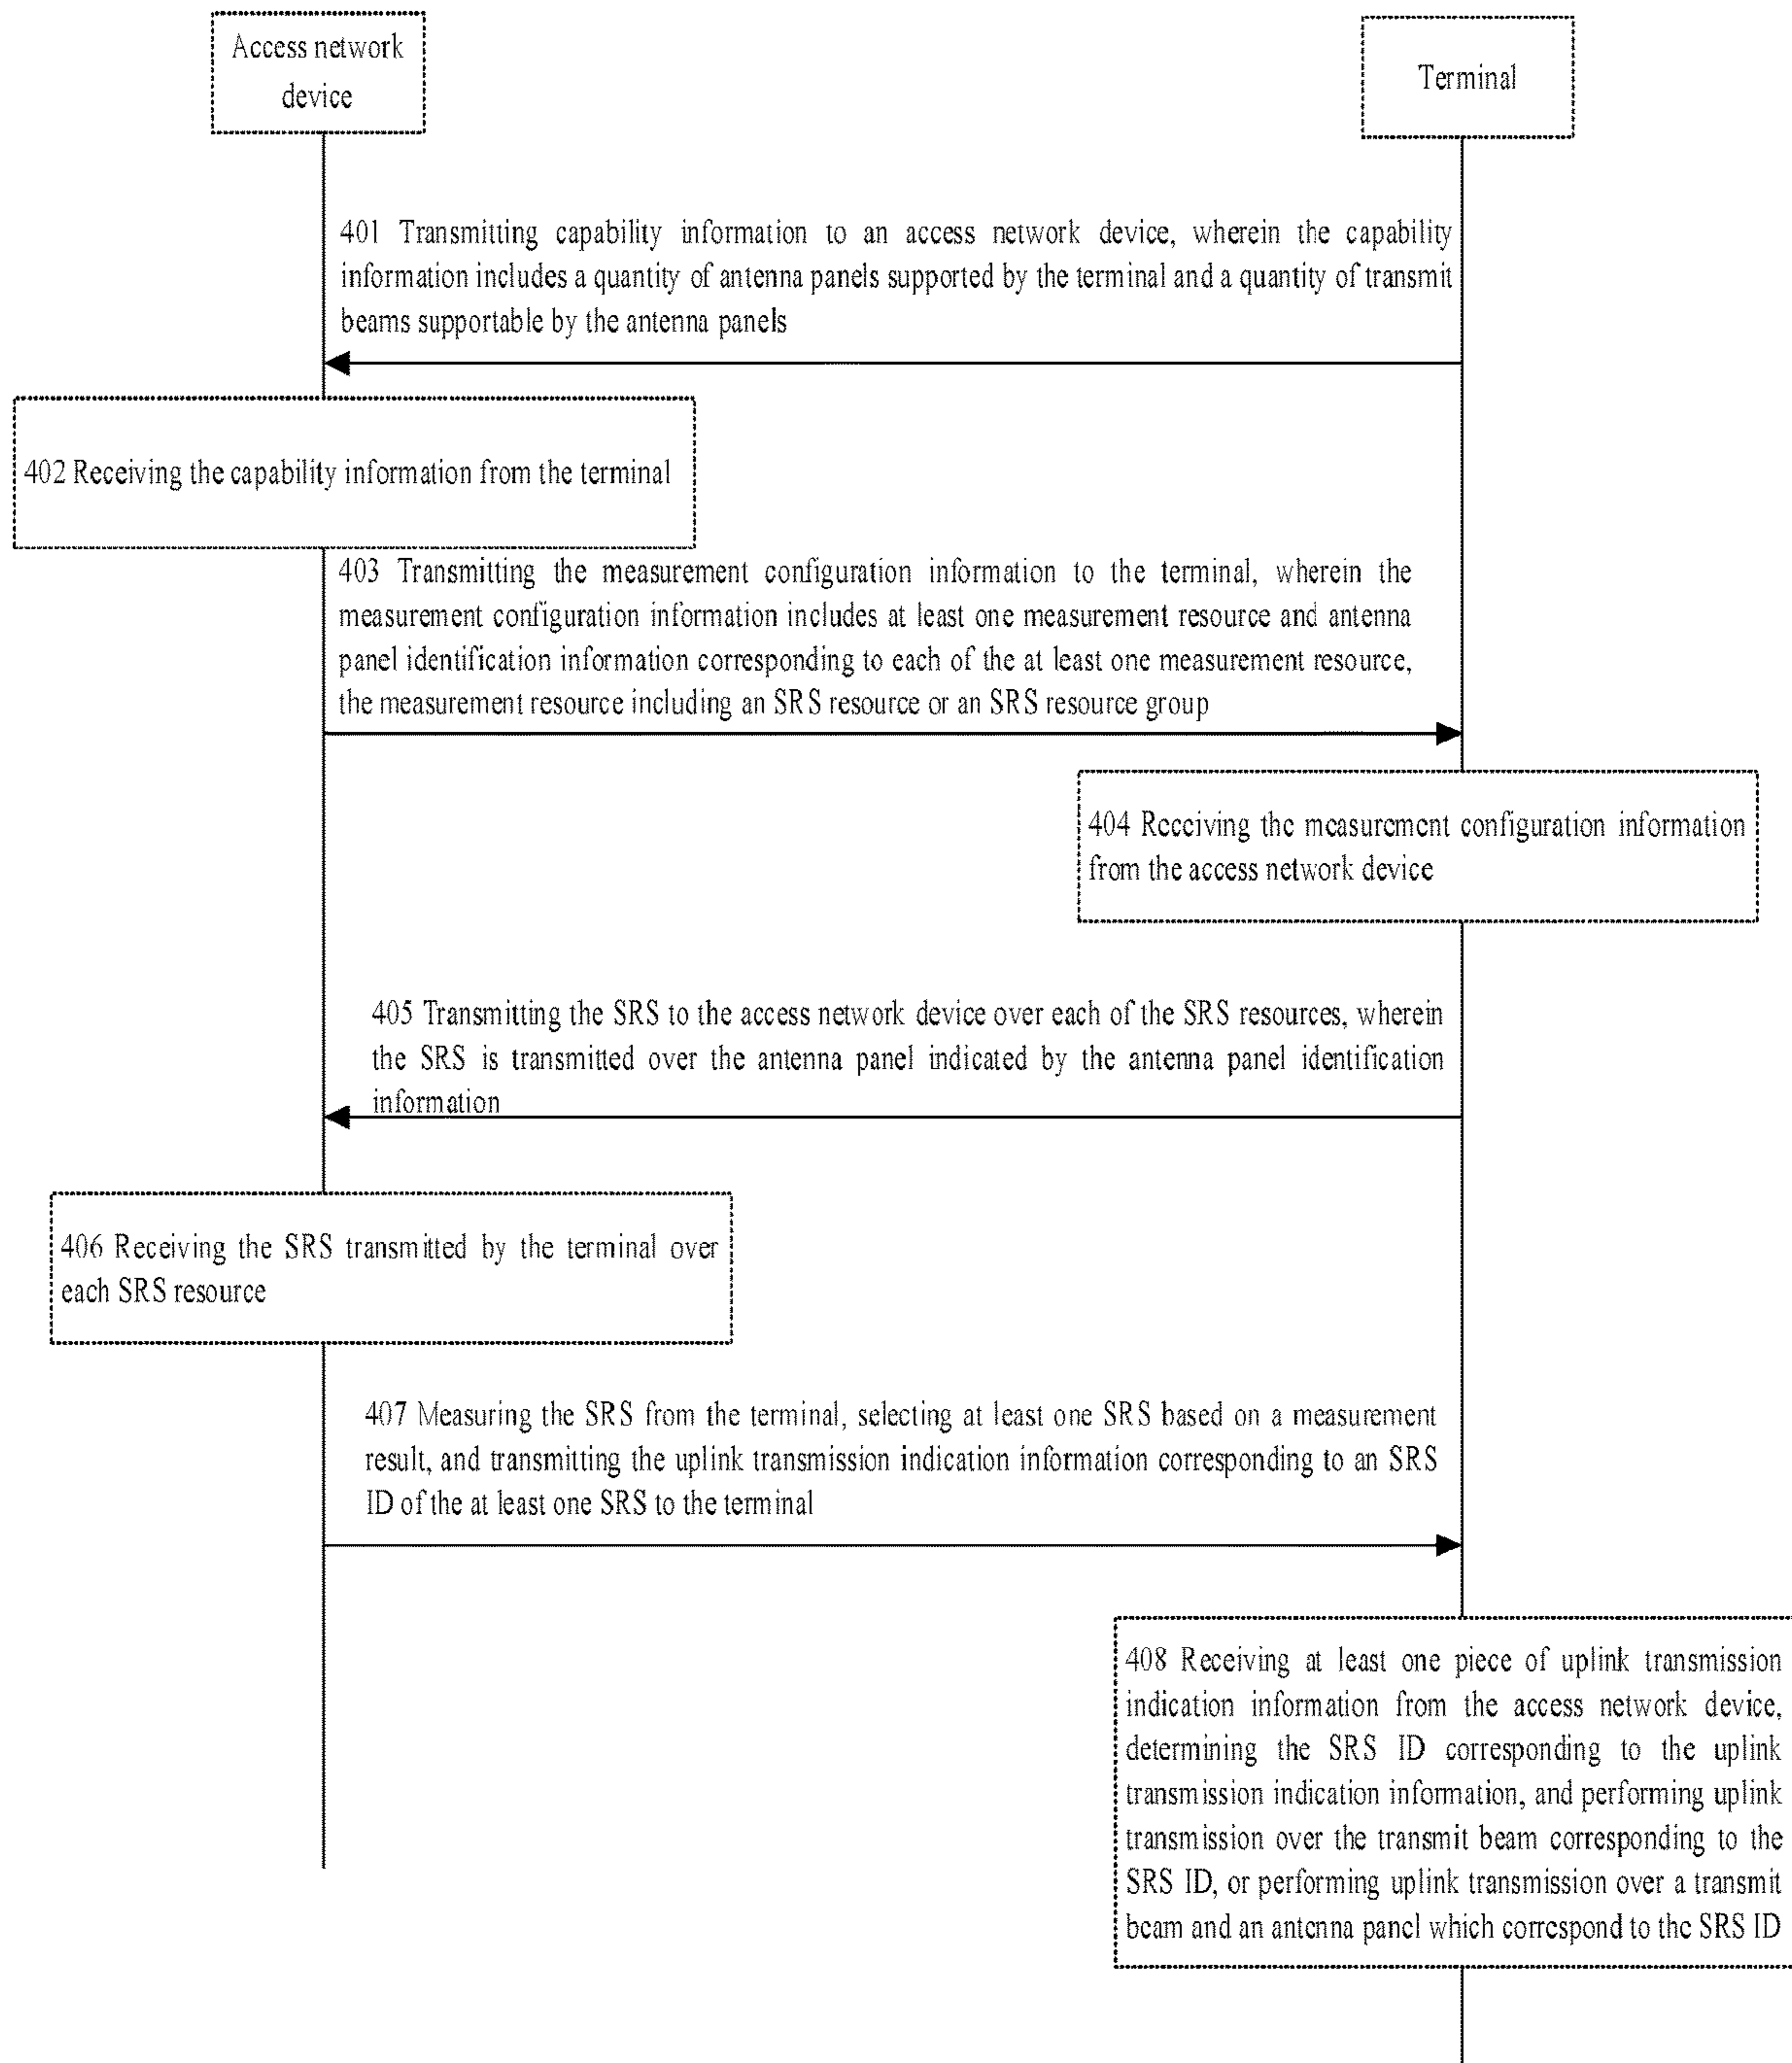 Access network
device
Terminal
401 Transmitting capability information to an access network device, wherein the capability
information includes a quantity of antenna panels supported by the terminal and a quantity of transmit
beams supportable by the antenna panels
402 Receiving the capability information from the terminal
403 Transmitting the measurement configuration information to the terminal, wherein the
measurement configuration information includes at least one measurement resource and antenna
panel identification information corresponding to each of the at least one measurement resource,
the measurement resource including an SRS resource or an SRS resource group
404 Receiving the measurement configuration information
from the access network device
405 Transmitting the SRS to the access network device over each of the SRS resources, wherein
the SRS is transmitted over the antenna panel indicated by the antenna panel identification
information
406 Receiving the SRS transmitted by the terminal over
each SRS resource
407 Measuring the SRS from the terminal, selecting at least one SRS based on a measurement
result, and transmitting the uplink transmission indication information corresponding to an SRS
ID of the at least one SRS to the terminal
408 Receiving at least one piece of uplink transmission
indication information from the access network device,
determining the SRS ID corresponding to the uplink
transmission indication information, and performing uplink
transmission over the transmit beam corresponding to the
SRS ID, or performing uplink transmission over a transmit
beam and an antenna panel which correspond to the SRS ID